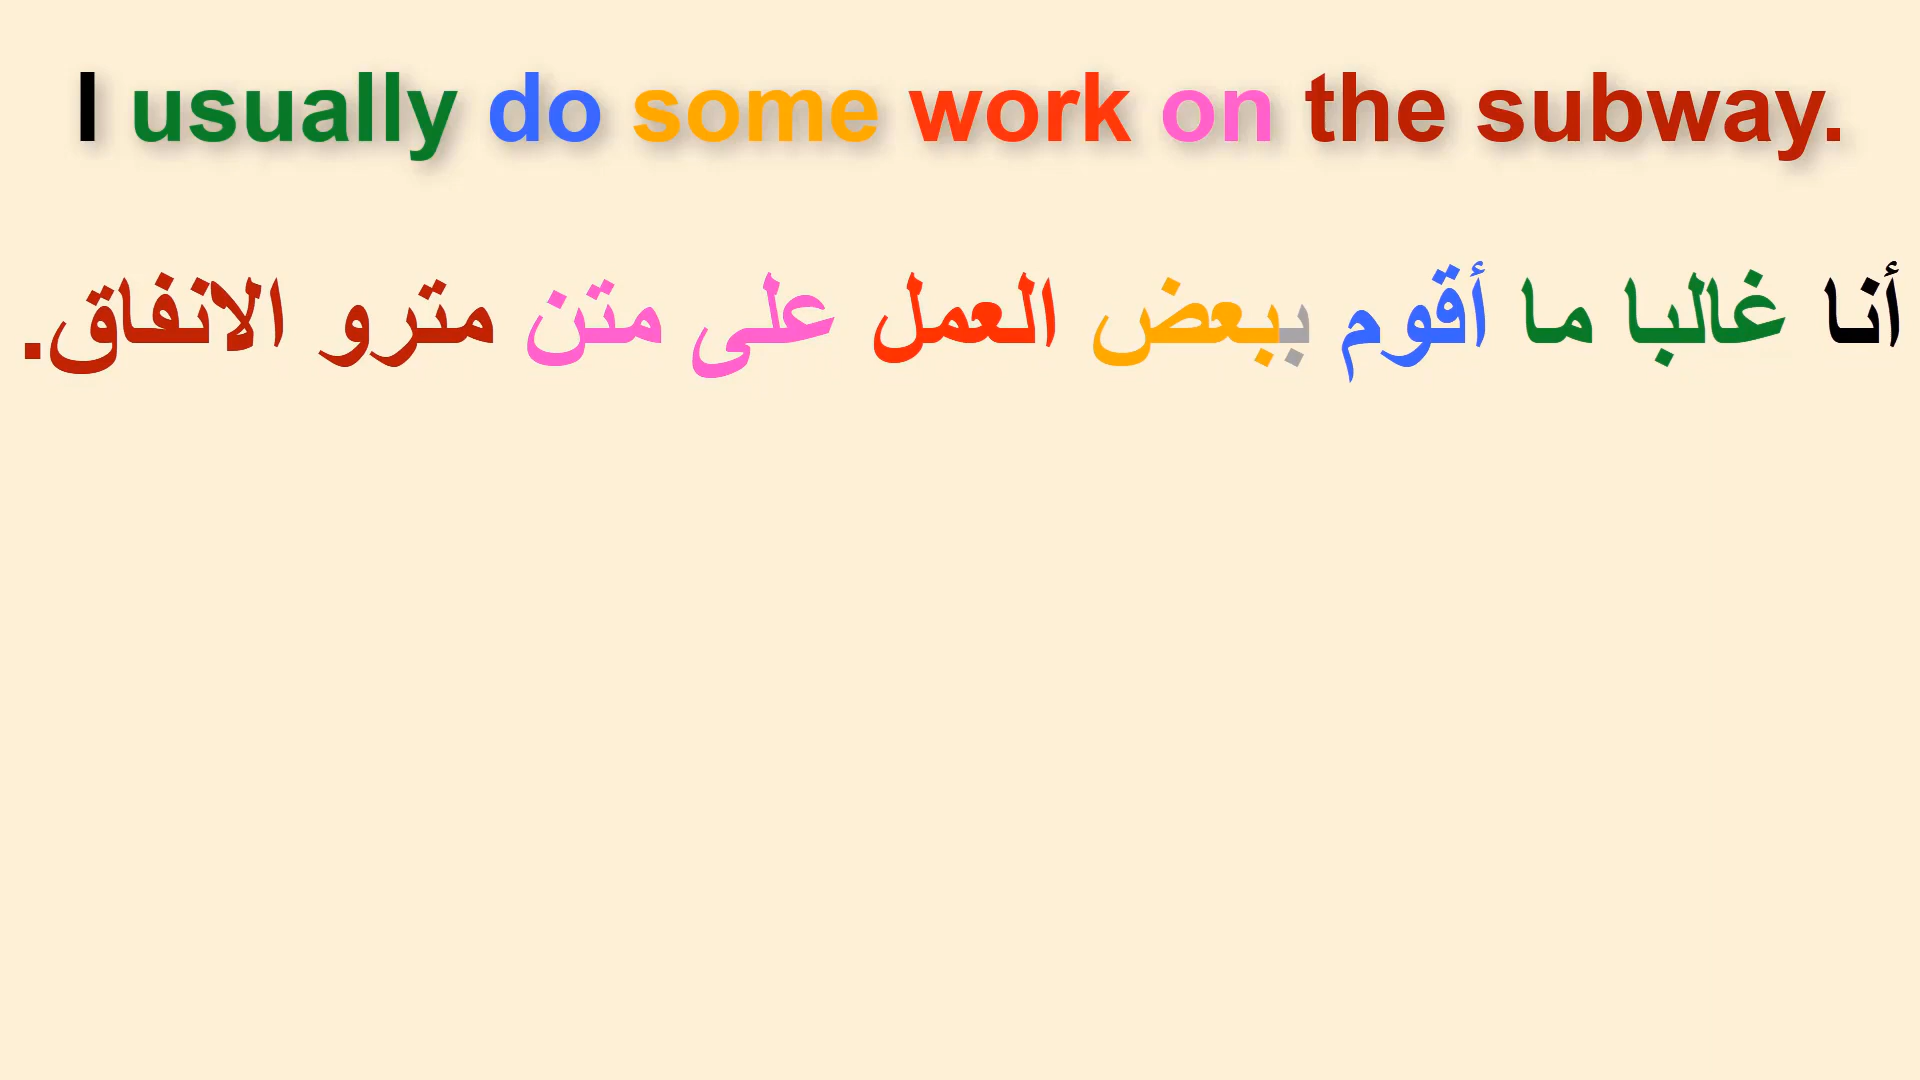 I usually do some work on the subway.
أنا غالبا ما أقوم ببعض العمل على متن مترو الانفاق.